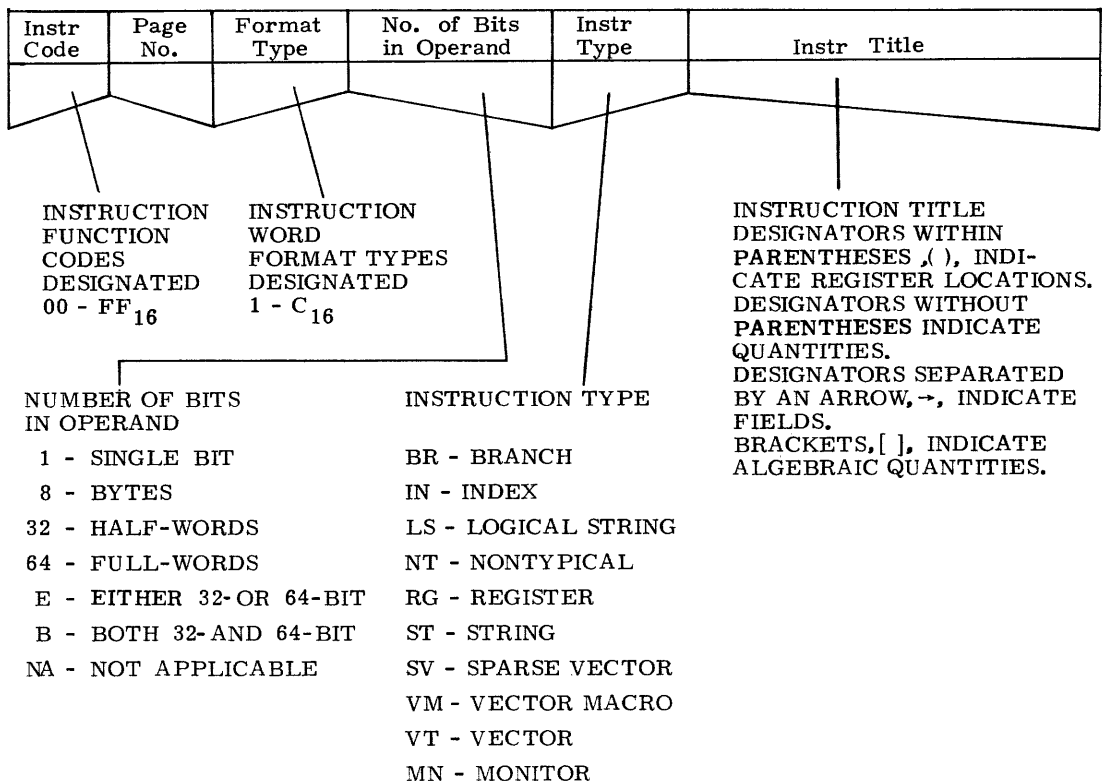 Instr Code
Page No.
Format Type
No. of Bits in Operand
Instr Type
Instr Title
INSTRUCTION
FUNCTION
CODES
DESIGNATED
00 - FF16
INSTRUCTION
WORD
FORMAT TYPES
DESIGNATED
1 - C16
INSTRUCTION TITLE
DESIGNATORS WITHIN
PARENTHESES ,( ), INDI-
CATE REGISTER LOCATIONS.
DESIGNATORS WITHOUT
PARENTHESES INDICATE
QUANTITIES.
DESIGNATORS SEPARATED
BY AN ARROW,→, INDICATE
FIELDS.
BRACKETS,[ ], INDICATE
ALGEBRAIC QUANTITIES.
NUMBER OF BITS
IN OPERAND
1 - SINGLE BIT
8 - BYTES
32 - HALF-WORDS
64 - FULL-WORDS
E - EITHER 32-OR 64-BIT
B - BOTH 32-AND 64-BIT
NA - NOT APPLICABLE
INSTRUCTION TYPE
BR - BRANCH
IN - INDEX
LS - LOGICAL STRING
NT - NONTYPICAL
RG - REGISTER
ST - STRING
SV - SPARSE VECTOR
VM - VECTOR MACRO
VT - VECTOR
MN - MONITOR